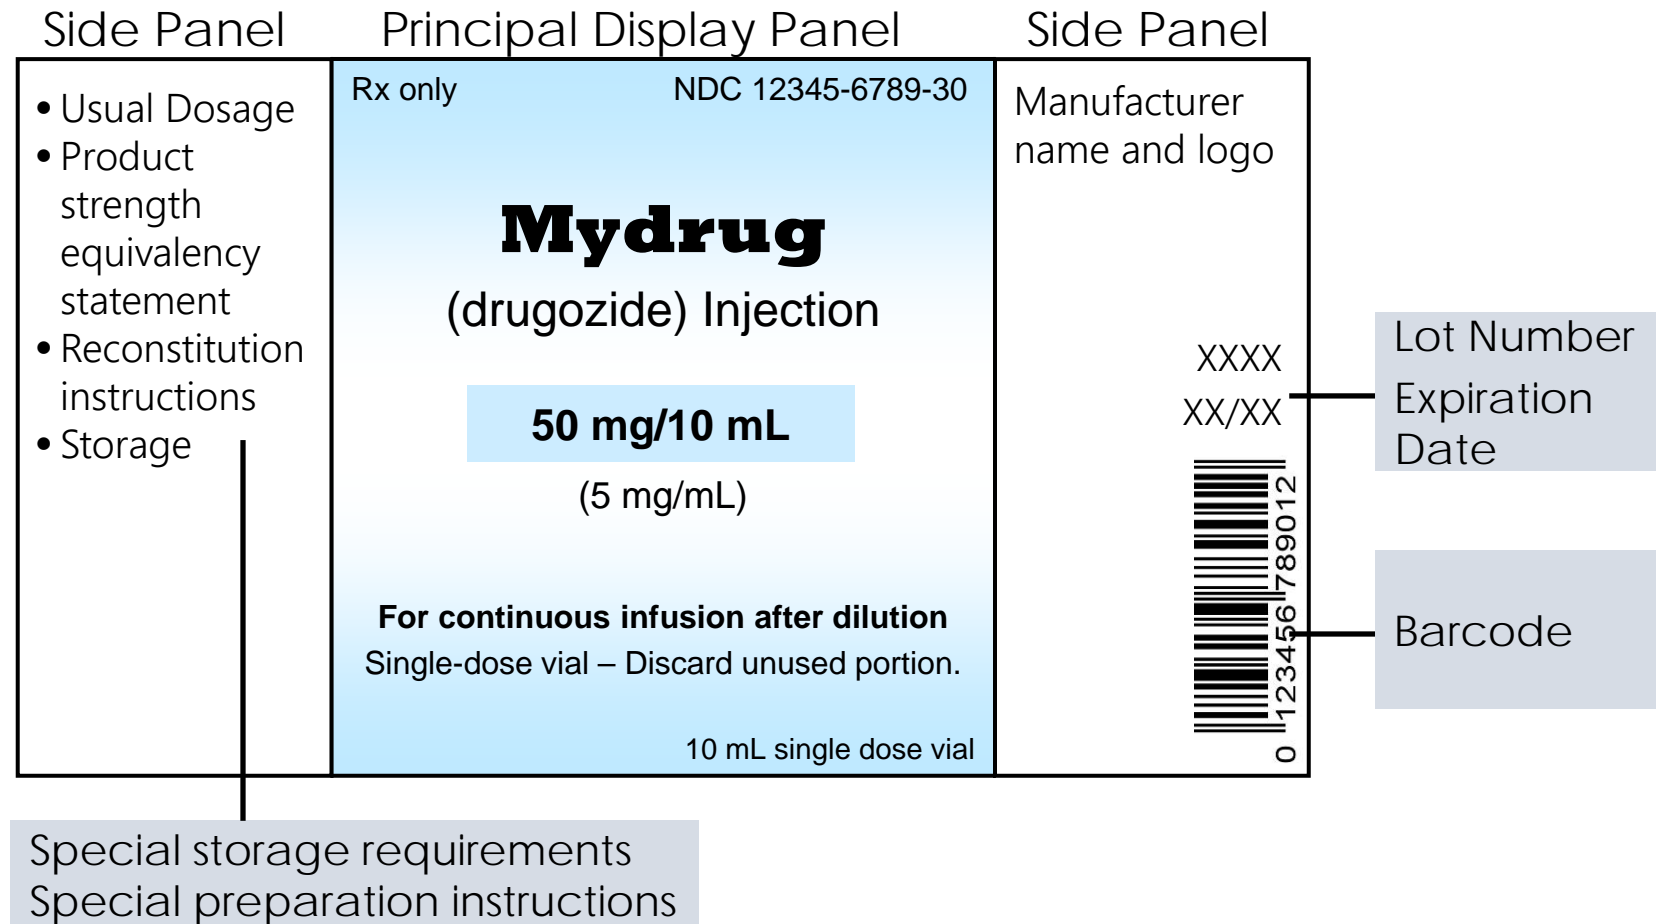 Side Panel
Principal Display Panel
Side Panel
• Usual Dosage
• Product
strength
equivalency
statement
• Reconstitution
instructions
• Storage
Rx only
NDC 12345-6789-30
Mydrug
(drugozide) Injection
50 mg/10 mL
(5 mg/mL)
For continuous infusion after dilution
Single-dose vial – Discard unused portion.
10 mL single dose vial
Manufacturer
name and logo
XXXX
XX/XX
0 123456 789012
Lot Number
Expiration
Date
Barcode
Special storage requirements
Special preparation instructions